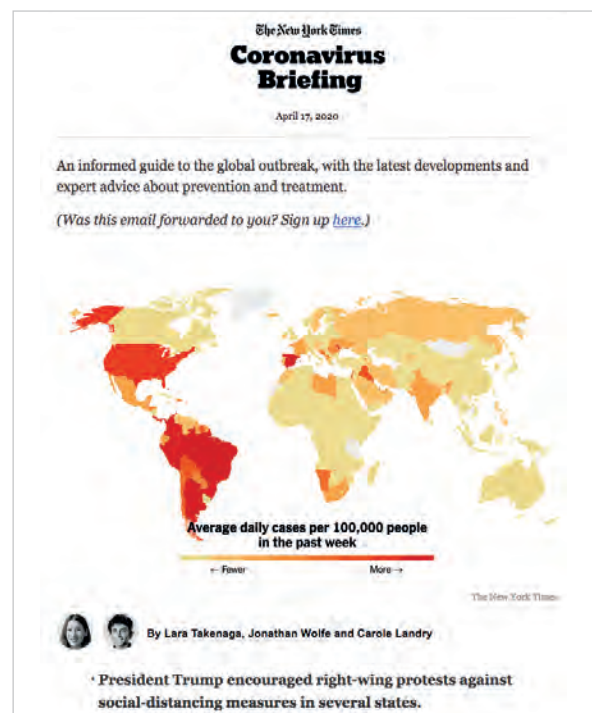 The New York Times
Coronavirus
Briefing
April 17, 2020
An informed guide to the global outbreak, with the latest developments and
expert advice about prevention and treatment.
(Was this email forwarded to you? Sign up here.)
Average daily cases per 100,000 people
in the past week
← Fewer
More →
The New York Times
By Lara Takenaga, Jonathan Wolfe and Carole Landry
· President Trump encouraged right-wing protests against
social-distancing measures in several states.